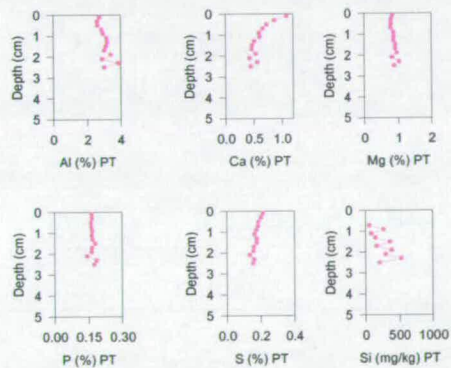 Depth (cm)
0
1
2
3
4
5
0 2 4
Al (%) PT
Depth (cm)
0
1
2
3
4
5
0.0 0.5 1.0
Ca (%) PT
Depth (cm)
0
1
2
3
4
5
0 1 2
Mg (%) PT
Depth (cm)
0
1
2
3
4
5
0.00 0.15 0.30
P (%) PT
Depth (cm)
0
1
2
3
4
5
0.0 0.2 0.4
S (%) PT
Depth (cm)
0
1
2
3
4
5
0 500 1000
Si (mg/kg) PT